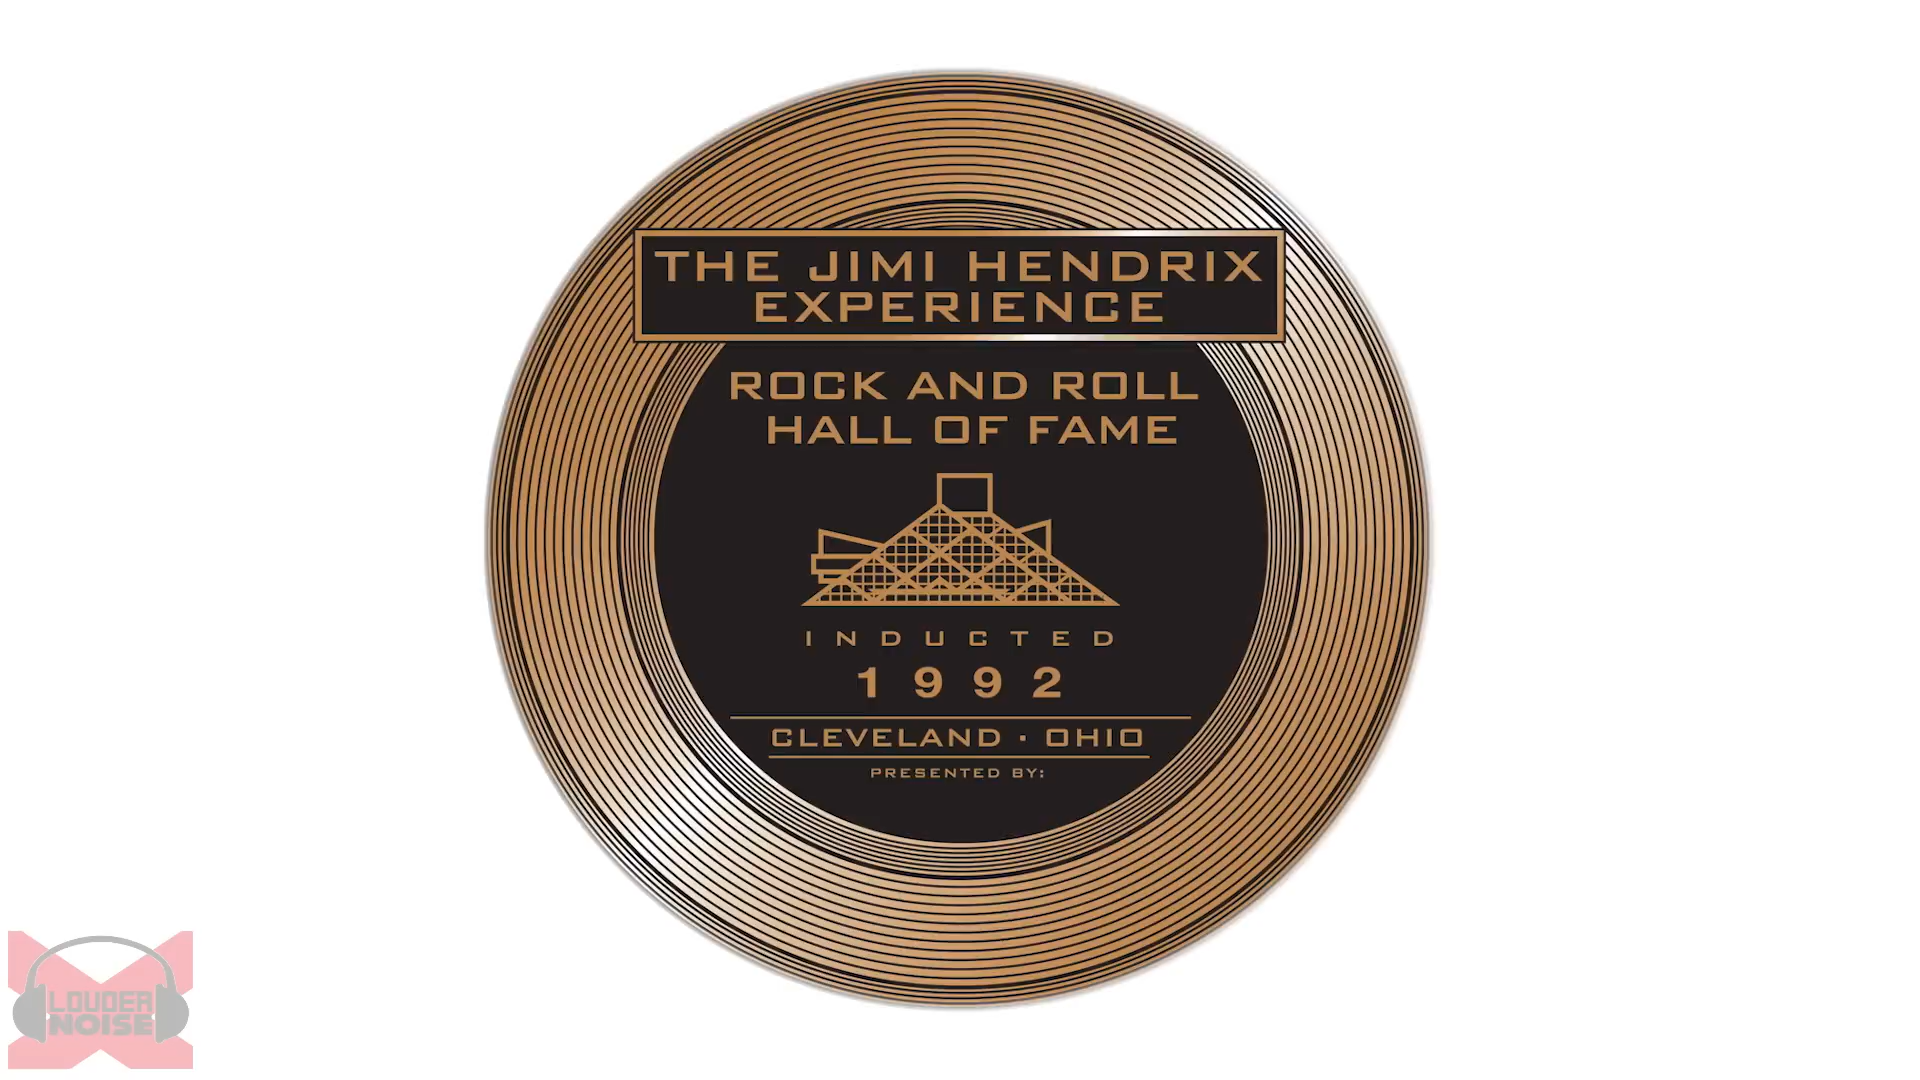 THE JIMI HENDRIX
EXPERIENCE
ROCK AND ROLL
HALL OF FAME
INDUCTED
1992
CLEVELAND · OHIO
PRESENTED BY:
LOUDER
NOISE